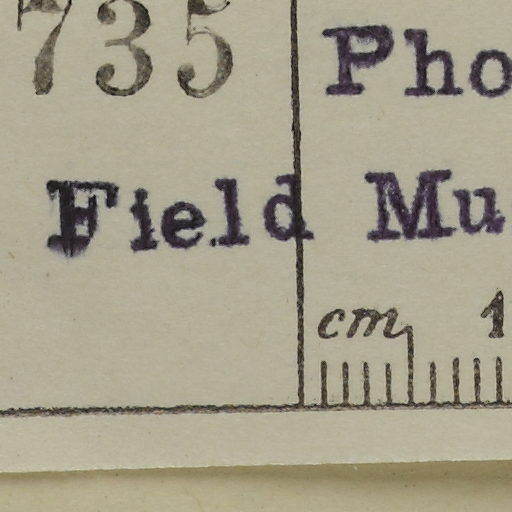 735 Pho
Field Mu
cm 1